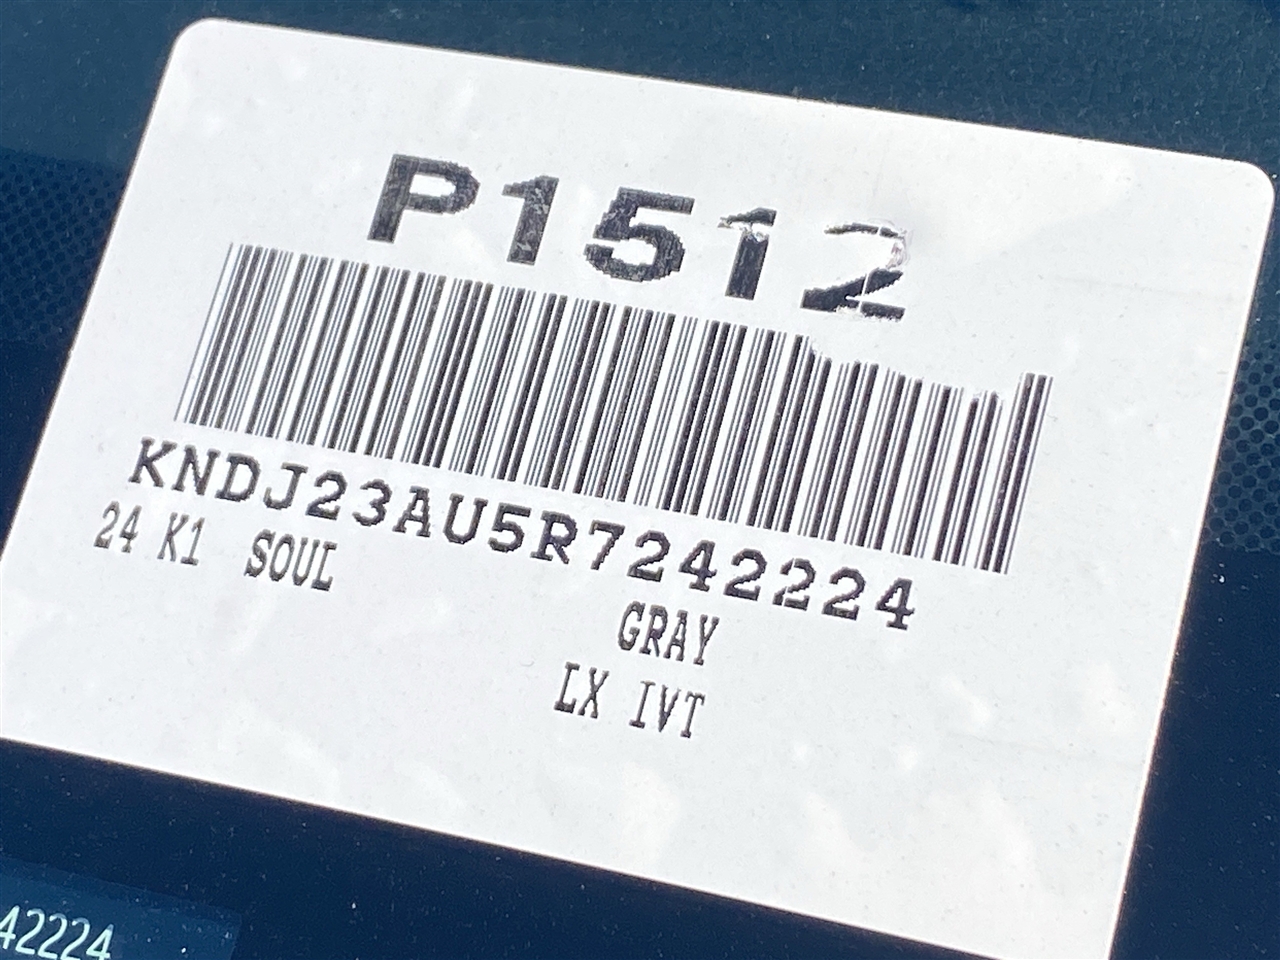 P1512
KNDJ23AU5R7242224
24 K1 SOUL
GRAY
LX IVT
42224